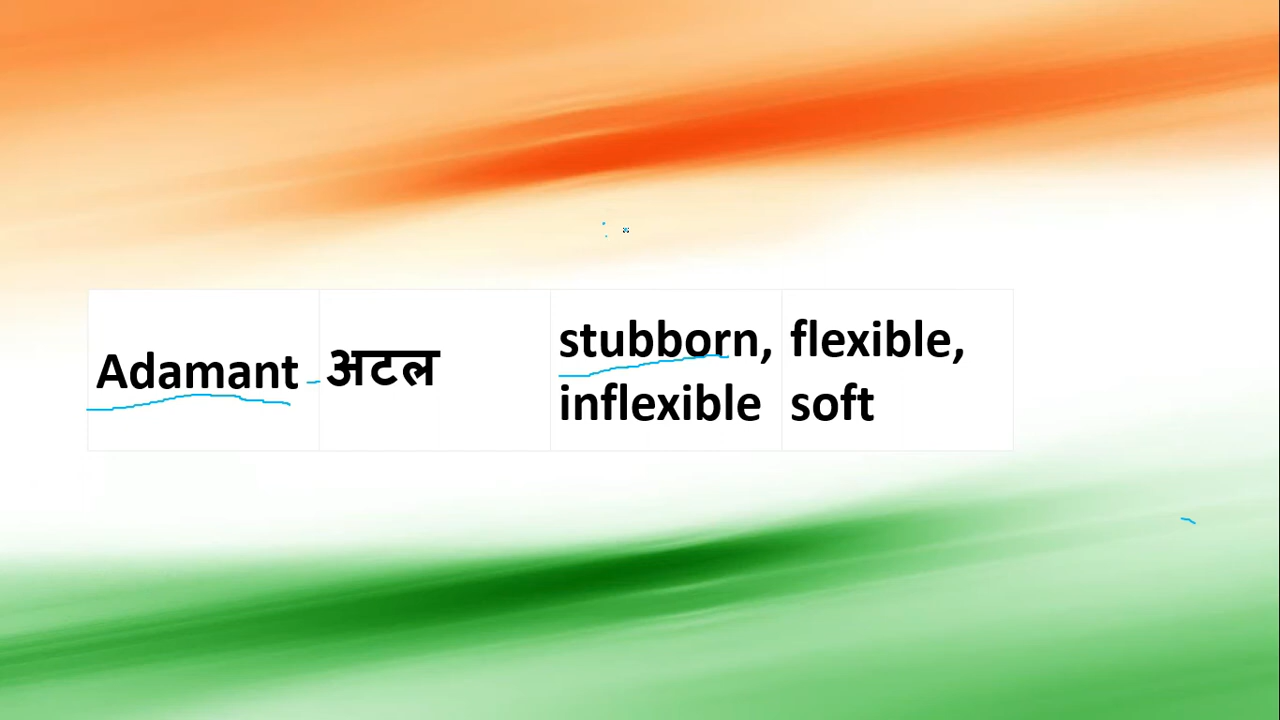 Adamant
अटल
stubborn,
inflexible
flexible,
soft